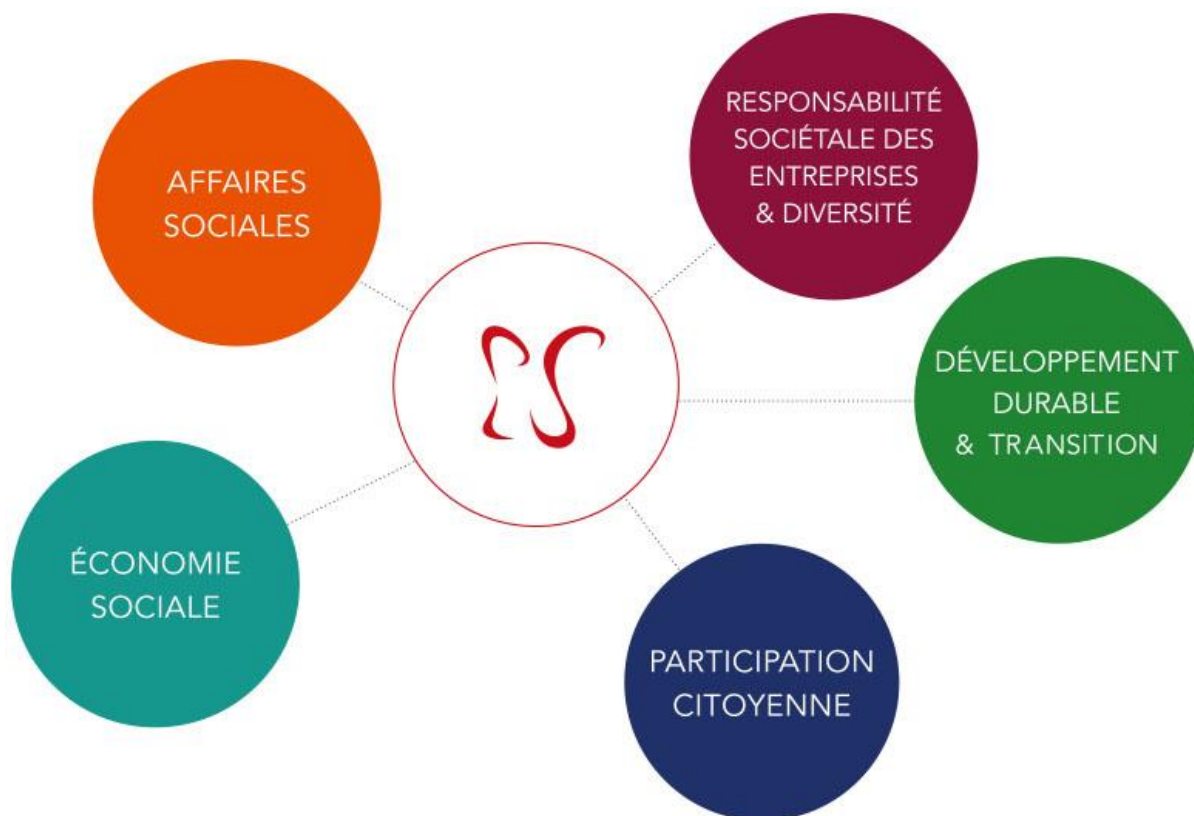 AFFAIRES
SOCIALES
RESPONSABILITÉ
SOCIÉTALE DES
ENTREPRISES
& DIVERSITÉ
DÉVELOPPEMENT
DURABLE
& TRANSITION
ÉCONOMIE
SOCIALE
PARTICIPATION
CITOYENNE